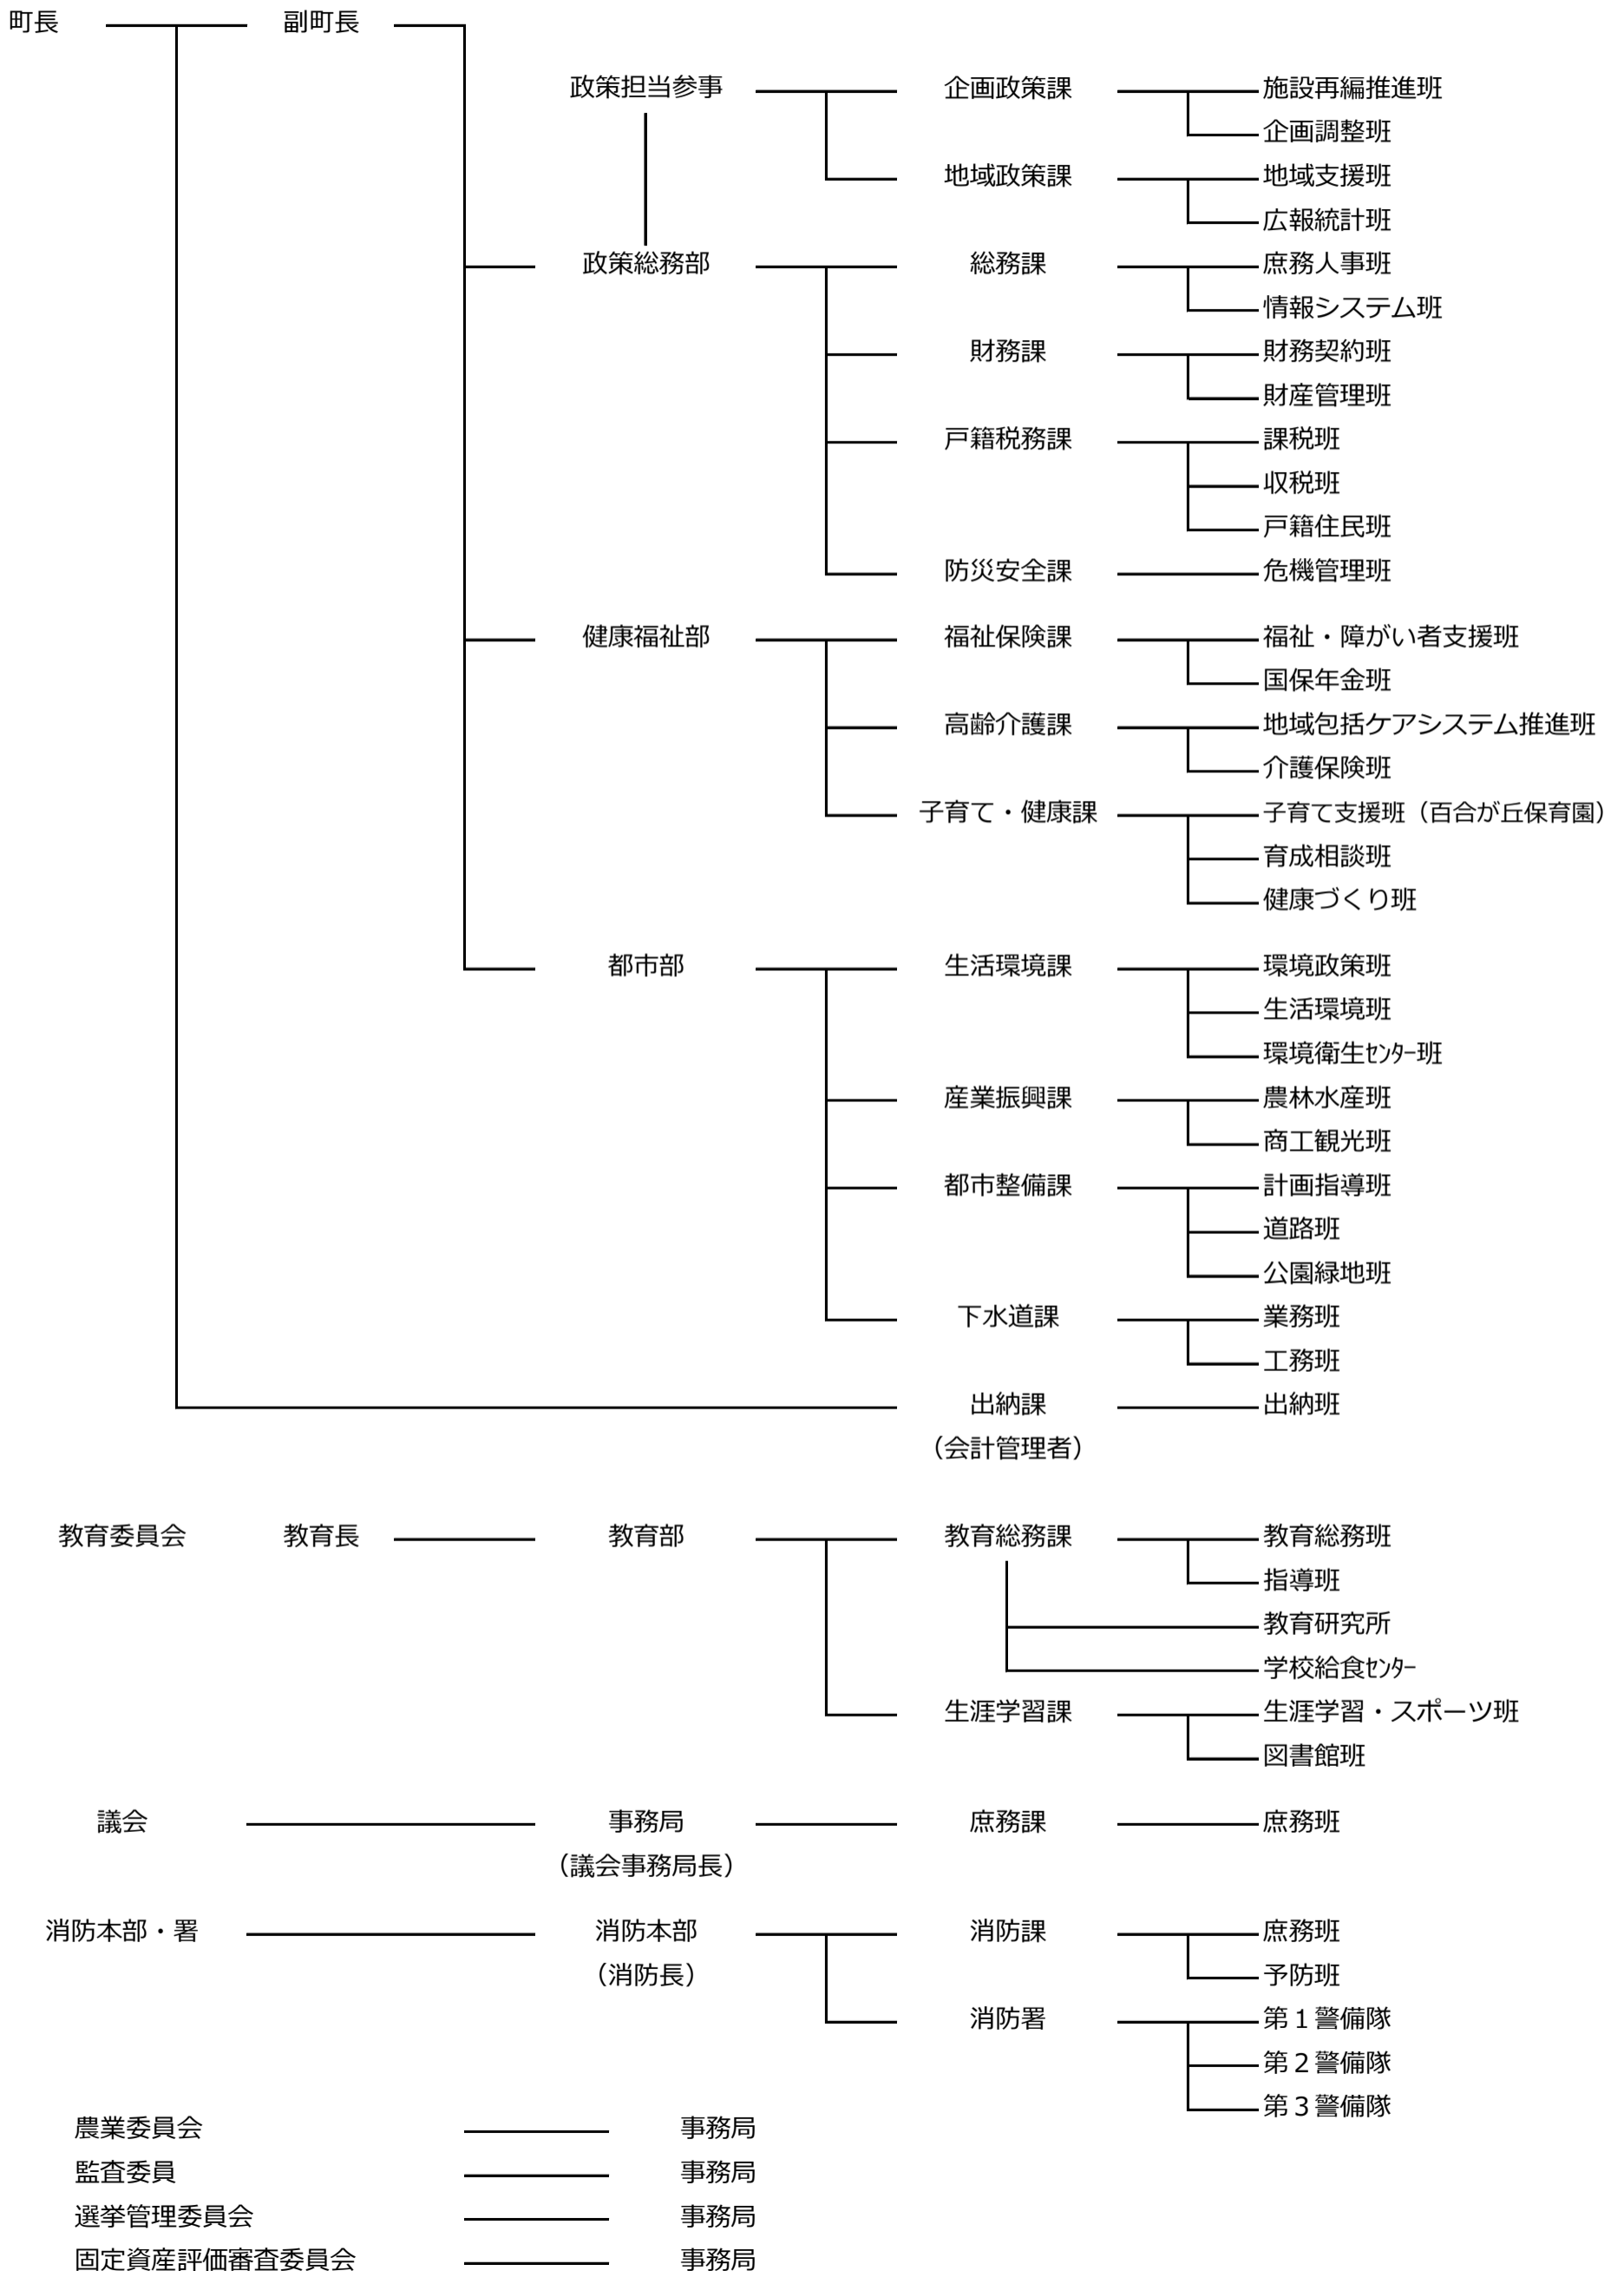 町長 副町長
政策担当参事 企画政策課 施設再編推進班
企画調整班
地域政策課 地域支援班
広報統計班
政策総務部 総務課 庶務人事班
情報システム班
財務課 財務契約班
財産管理班
戸籍税務課 課税班
収税班
戸籍住民班
防災安全課 危機管理班
健康福祉部 福祉保険課 福祉・障がい者支援班
国保年金班
高齢介護課 地域包括ケアシステム推進班
介護保険班
子育て・健康課 子育て支援班（百合が丘保育園）
育成相談班
健康づくり班
都市部 生活環境課 環境政策班
生活環境班
環境衛生ｾﾝﾀｰ班
産業振興課 農林水産班
商工観光班
都市整備課 計画指導班
道路班
公園緑地班
下水道課 業務班
工務班
出納課 出納班
（会計管理者）
教育委員会 教育長 教育部 教育総務課 教育総務班
指導班
教育研究所
学校給食ｾﾝﾀｰ
生涯学習課 生涯学習・スポーツ班
図書館班
議会 事務局 庶務課 庶務班
（議会事務局長）
消防本部・署 消防本部 消防課 庶務班
（消防長） 予防班
消防署 第１警備隊
第２警備隊
第３警備隊
農業委員会 事務局
監査委員 事務局
選挙管理委員会 事務局
固定資産評価審査委員会 事務局